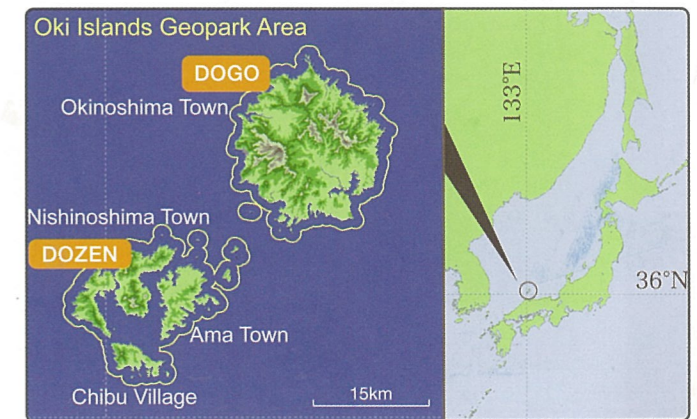 Oki Islands Geopark Area
DOGO
Okinoshima Town
Nishinoshima Town
DOZEN
Ama Town
Chibu Village
15km
133°E
36°N